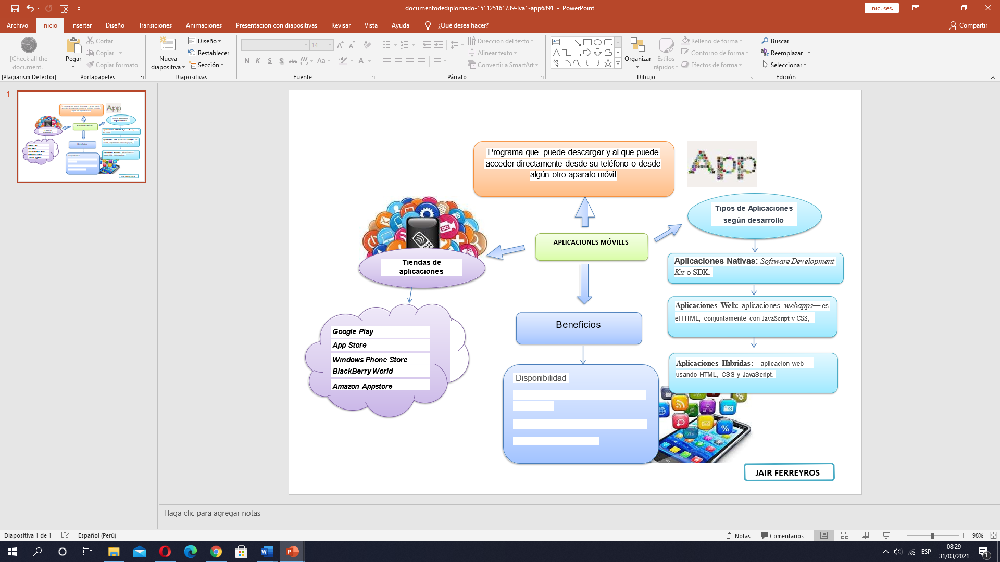 documentodediplomado-151125161739-lva1-app6891 - PowerPoint
Inic. ses.
Archivo
Inicio
Insertar
Diseño
Transiciones
Animaciones
Presentación con diapositivas
Revisar
Vista
Ayuda
¿Qué desea hacer?
Compartir
[Check all the
document!]
[Plagiarism Detector]
Pegar
Cortar
Copiar
Copiar formato
Portapapeles
Nueva
diapositiva
Diseño
Restablecer
Sección
Diapositivas
14
N K S S abc AV Aa A
Fuente
Dirección del texto
Alinear texto
Convertir a SmartArt
Párrafo
Organizar
Estilos
rápidos
Relleno de forma
Contorno de forma
Efectos de forma
Dibujo
Buscar
Reemplazar
Seleccionar
Edición
1
Programa que puede descargar y al que puede
acceder directamente desde su teléfono o desde
algún otro aparato móvil
App
Tipos de Aplicaciones
según desarrollo
APLICACIONES MÓVILES
Tiendas de
aplicaciones
Aplicaciones Nativas: Software Development
Kit o SDK.
Aplicaciones Web: aplicaciones webapps— es
el HTML, conjuntamente con JavaScript y CSS,
Beneficios
Google Play
App Store
Windows Phone Store
BlackBerry World
Amazon Appstore
Aplicaciones Híbridas: aplicación web —
usando HTML, CSS y JavaScript.
-Disponibilidad
JAIR FERREYROS
Haga clic para agregar notas
Diapositiva 1 de 1
Español (Perú)
Notas
Comentarios
98%
ESP
08:29
31/03/2021
1